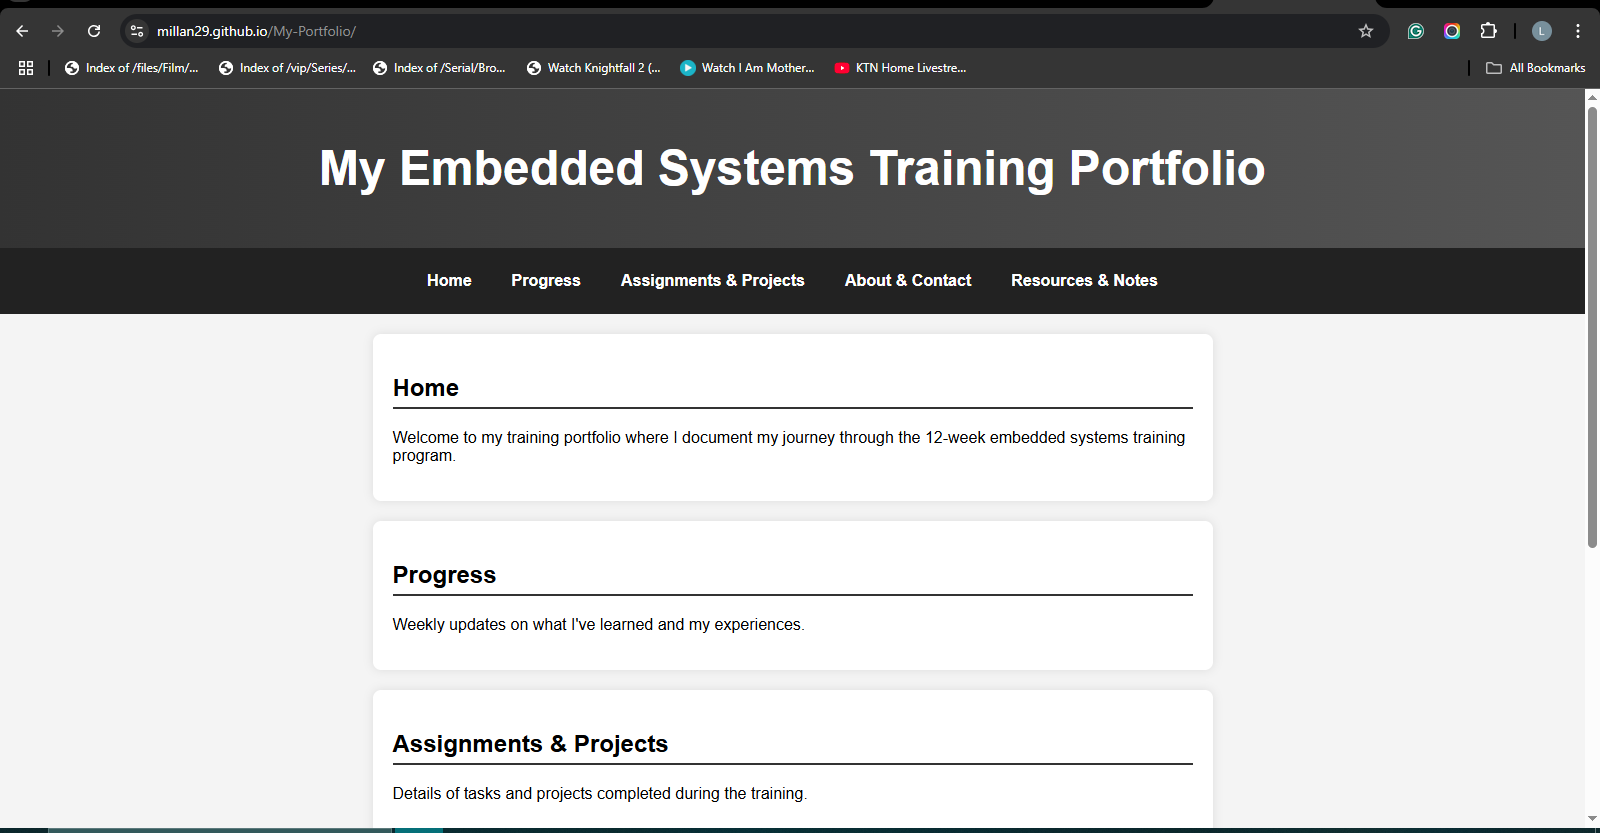 millan29.github.io/My-Portfolio/
L
Index of /files/Film/...
Index of /vip/Series/...
Index of /Serial/Bro...
Watch Knightfall 2 (...
Watch I Am Mother...
KTN Home Livestre...
All Bookmarks
My Embedded Systems Training Portfolio
Home
Progress
Assignments & Projects
About & Contact
Resources & Notes
Home
Welcome to my training portfolio where I document my journey through the 12-week embedded systems training
program.
Progress
Weekly updates on what I've learned and my experiences.
Assignments & Projects
Details of tasks and projects completed during the training.